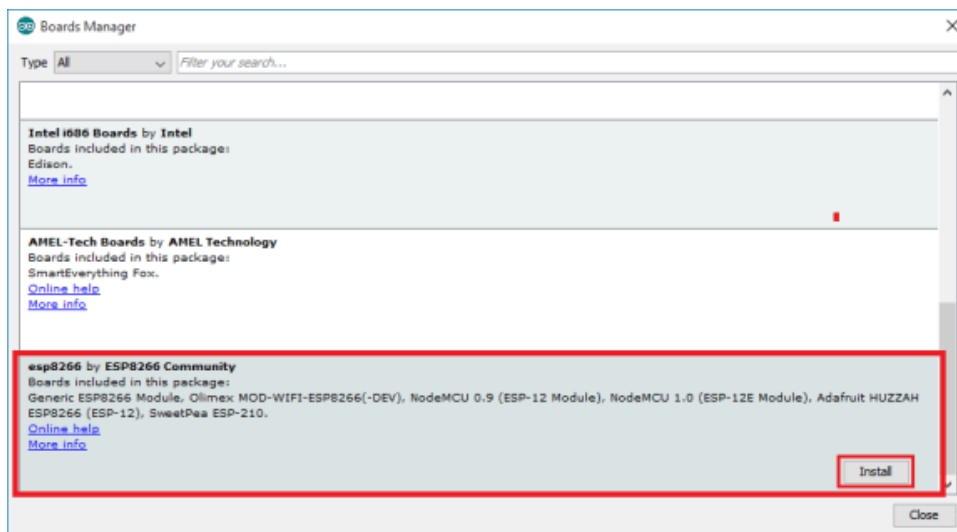 Boards Manager
Type All Filter your search...
Intel i686 Boards by Intel
Boards included in this package:
Edison.
More info
AMEL-Tech Boards by AMEL Technology
Boards included in this package:
SmartEverything Fox.
Online help
More info
esp8266 by ESP8266 Community
Boards included in this package:
Generic ESP8266 Module, Olimex MOD-WIFI-ESP8266(-DEV), NodeMCU 0.9 (ESP-12 Module), NodeMCU 1.0 (ESP-12E Module), Adafruit HUZZAH
ESP8266 (ESP-12), SweetPea ESP-210.
Online help
More info
Install
Close